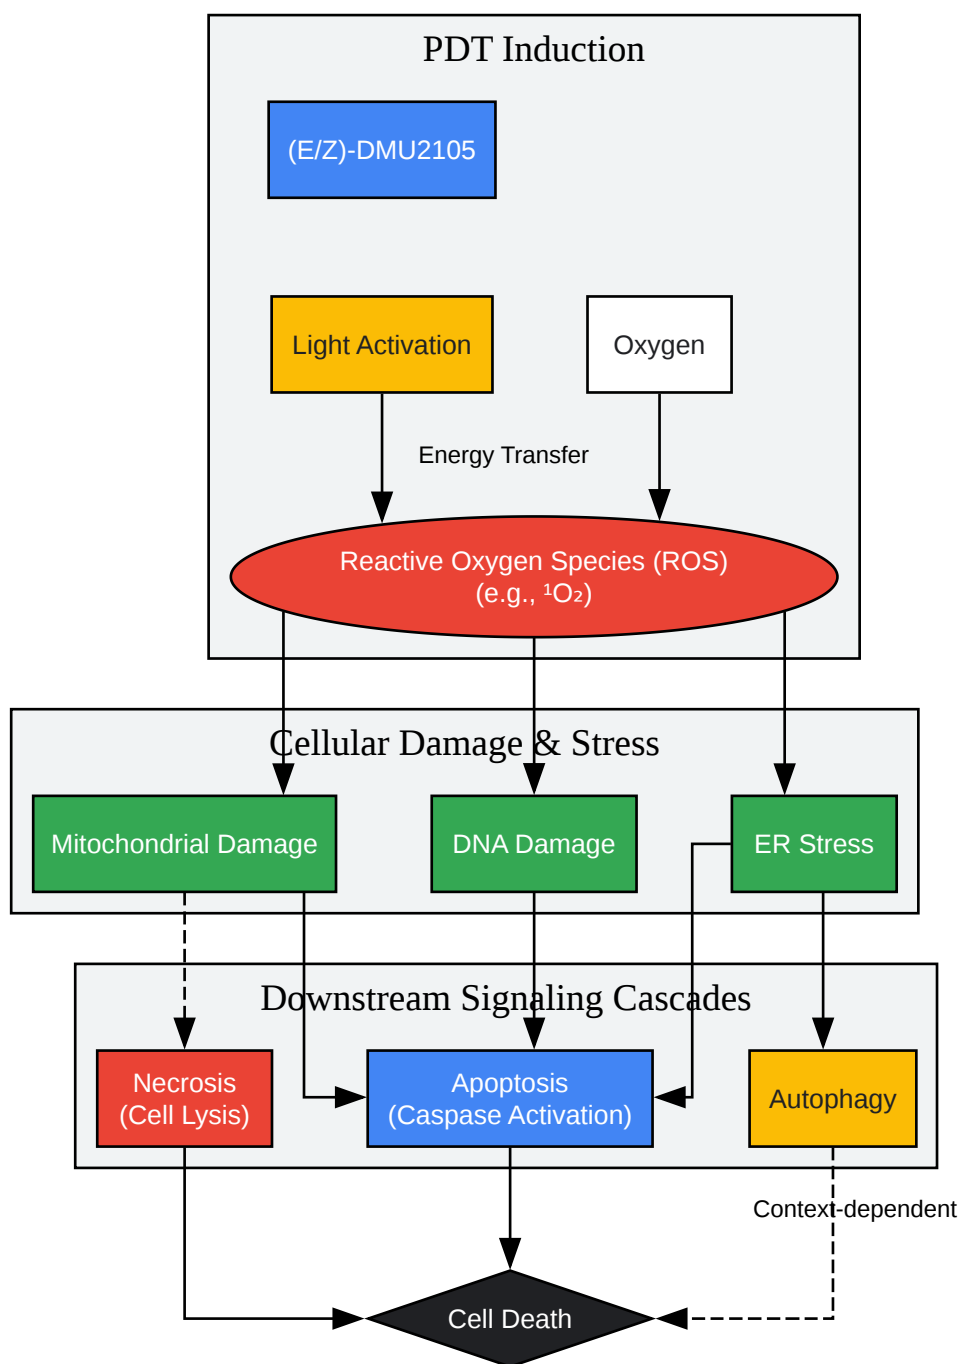 PDT Induction
(E/Z)-DMU2105
Light Activation
Oxygen
Energy Transfer
Reactive Oxygen Species (ROS)
(e.g., ¹O₂)
Cellular Damage & Stress
Mitochondrial Damage
DNA Damage
ER Stress
Downstream Signaling Cascades
Necrosis
(Cell Lysis)
Apoptosis
(Caspase Activation)
Autophagy
Context-dependent
Cell Death